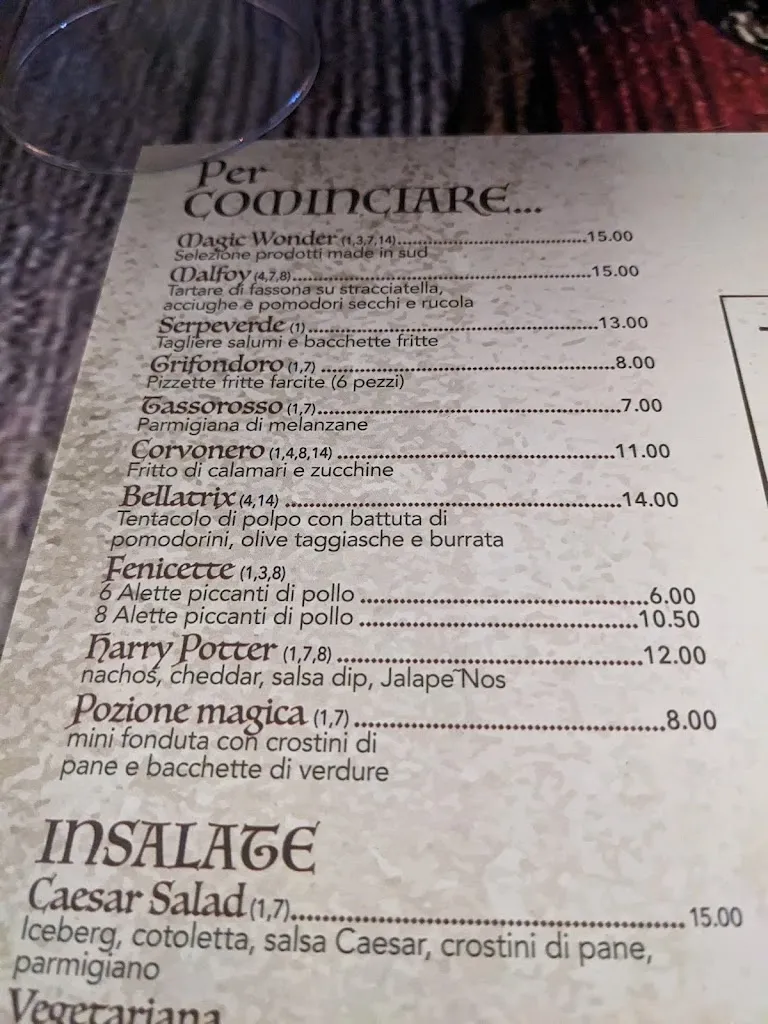 Per
COMINCIARE...
Magic Wonder (1,3,7,14)..............................15.00
Selezione prodotti made in sud
Malfoy (4,7,8)..............................15.00
Tartare di fassona su stracciatella,
acciughe e pomodori secchi e rucola
Serpeverde (1)..............................13.00
Tagliere salumi e bacchette fritte
Grifondoro (1,7)..............................8.00
Pizzette fritte farcite (6 pezzi)
Tassorosso (1,7)..............................7.00
Parmigiana di melanzane
Corvonero (1,4,8,14)..............................11.00
Fritto di calamari e zucchine
Bellatrix (4,14)..............................14.00
Tentacolo di polpo con battuta di
pomodorini, olive taggiasche e burrata
Fenicette (1,3,8)
6 Alette piccanti di pollo..............................6.00
8 Alette piccanti di pollo..............................10.50
Harry Potter (1,7,8)..............................12.00
nachos, cheddar, salsa dip, Jalape~Nos
Pozione magica (1,7)..............................8.00
mini fonduta con crostini di
pane e bacchette di verdure
INSALATE
Caesar Salad (1,7)..............................15.00
Iceberg, cotoletta, salsa Caesar, crostini di pane,
parmigiano
Vegetariana